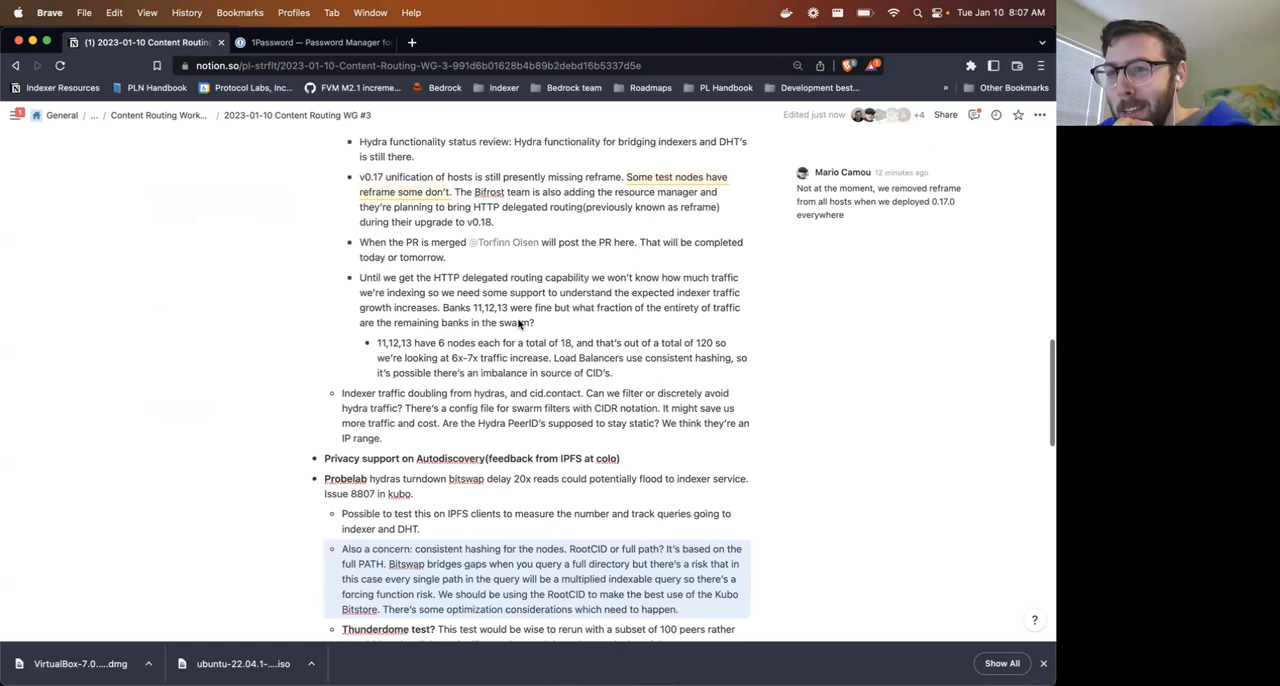 Brave File Edit View History Bookmarks Profiles Tab Window Help Tue Jan 10 8:07 AM
(1) 2023-01-10 Content Routing 1Password — Password Manager fo
notion.so/pl-strflt/2023-01-10-Content-Routing-WG-3-991d6b01628b4b89b2debd16b5337d5e
Indexer Resources PLN Handbook Protocol Labs, Inc... FVM M2.1 increme... Bedrock Indexer Bedrock team Roadmaps PL Handbook Development best... » Other Bookmarks
General / ... / Content Routing Work... / 2023-01-10 Content Routing WG #3 Edited just now +4 Share
Hydra functionality status review: Hydra functionality for bridging indexers and DHT's
is still there.
v0.17 unification of hosts is still presently missing reframe. Some test nodes have
reframe some don't. The Bifrost team is also adding the resource manager and
they're planning to bring HTTP delegated routing(previously known as reframe)
during their upgrade to v0.18.
When the PR is merged @Torfinn Olsen will post the PR here. That will be completed
today or tomorrow.
Until we get the HTTP delegated routing capability we won't know how much traffic
we're indexing so we need some support to understand the expected indexer traffic
growth increases. Banks 11,12,13 were fine but what fraction of the entirety of traffic
are the remaining banks in the swarm?
11,12,13 have 6 nodes each for a total of 18, and that's out of a total of 120 so
we're looking at 6x-7x traffic increase. Load Balancers use consistent hashing, so
it's possible there's an imbalance in source of CID's.
Indexer traffic doubling from hydras, and cid.contact. Can we filter or discretely avoid
hydra traffic? There's a config file for swarm filters with CIDR notation. It might save us
more traffic and cost. Are the Hydra PeerID's supposed to stay static? We think they're an
IP range.
Privacy support on Autodiscovery(feedback from IPFS at colo)
Probelab hydras turndown bitswap delay 20x reads could potentially flood to indexer service.
Issue 8807 in kubo.
Possible to test this on IPFS clients to measure the number and track queries going to
indexer and DHT.
Also a concern: consistent hashing for the nodes. RootCID or full path? It's based on the
full PATH. Bitswap bridges gaps when you query a full directory but there's a risk that in
this case every single path in the query will be a multiplied indexable query so there's a
forcing function risk. We should be using the RootCID to make the best use of the Kubo
Bitstore. There's some optimization considerations which need to happen.
Thunderdome test? This test would be wise to rerun with a subset of 100 peers rather
Mario Camou 12 minutes ago
Not at the moment, we removed reframe
from all hosts when we deployed 0.17.0
everywhere
?
VirtualBox-7.0.....dmg ubuntu-22.04.1-....iso Show All